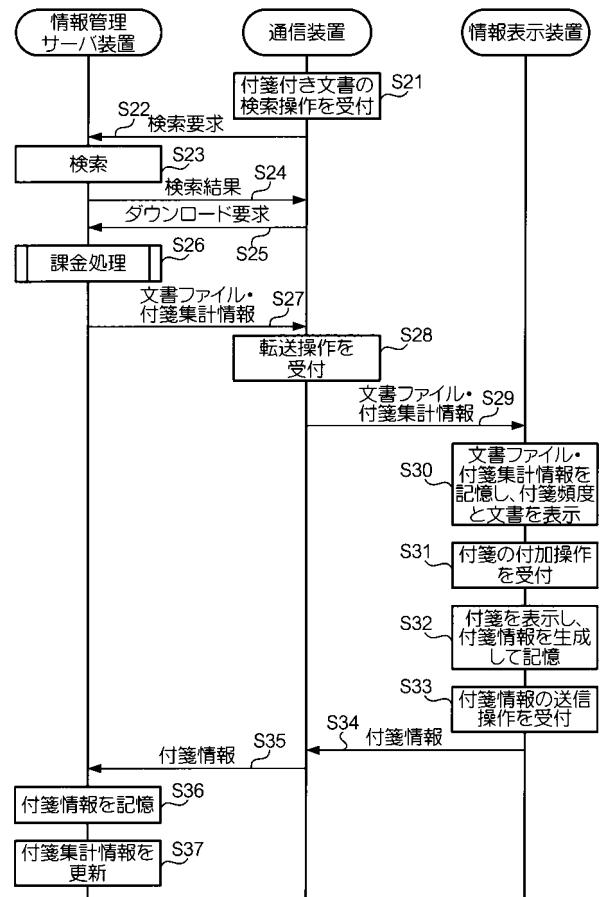 情報管理
サーバ装置
通信装置
情報表示装置
付箋付き文書の
検索操作を受付
S21
S22
検索要求
検索
S23
S24
検索結果
ダウンロード要求
S25
課金処理
S26
文書ファイル・
付箋集計情報
S27
転送操作を
受付
S28
文書ファイル・
付箋集計情報
S29
S30
文書ファイル・
付箋集計情報を
記憶し、付箋頻度
と文書を表示
S31
付箋の付加操作
を受付
S32
付箋を表示し、
付箋情報を生成
して記憶
S33
付箋情報の送信
操作を受付
S34
付箋情報
付箋情報
S35
付箋情報を記憶
S36
付箋集計情報を
更新
S37